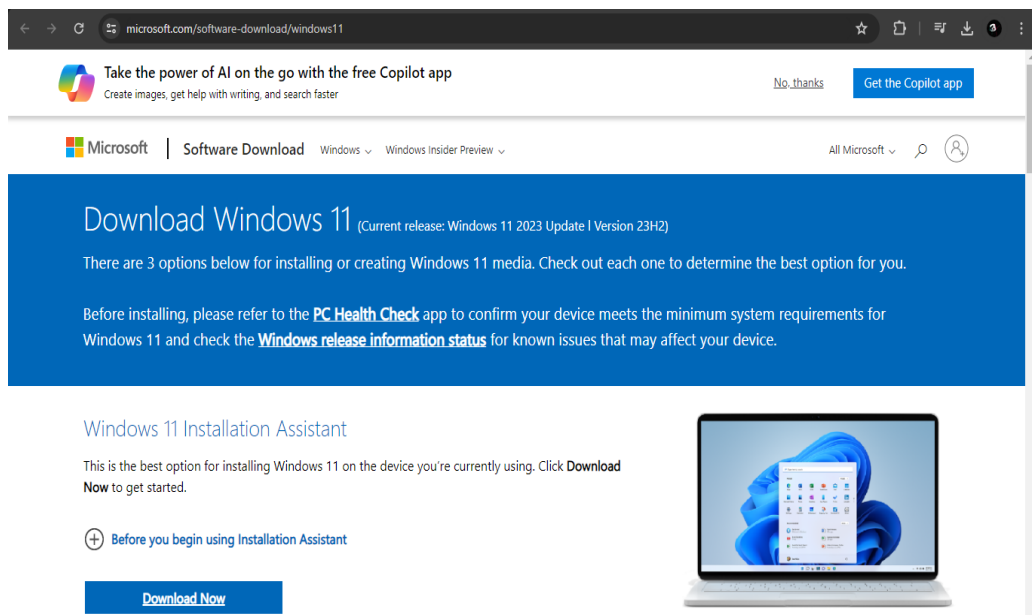 microsoft.com/software-download/windows11
Take the power of AI on the go with the free Copilot app
Create images, get help with writing, and search faster
No, thanks
Get the Copilot app
Microsoft
Software Download
Windows
Windows Insider Preview
All Microsoft
Download Windows 11 (Current release: Windows 11 2023 Update l Version 23H2)
There are 3 options below for installing or creating Windows 11 media. Check out each one to determine the best option for you.
Before installing, please refer to the PC Health Check app to confirm your device meets the minimum system requirements for
Windows 11 and check the Windows release information status for known issues that may affect your device.
Windows 11 Installation Assistant
This is the best option for installing Windows 11 on the device you're currently using. Click Download
Now to get started.
Before you begin using Installation Assistant
Download Now